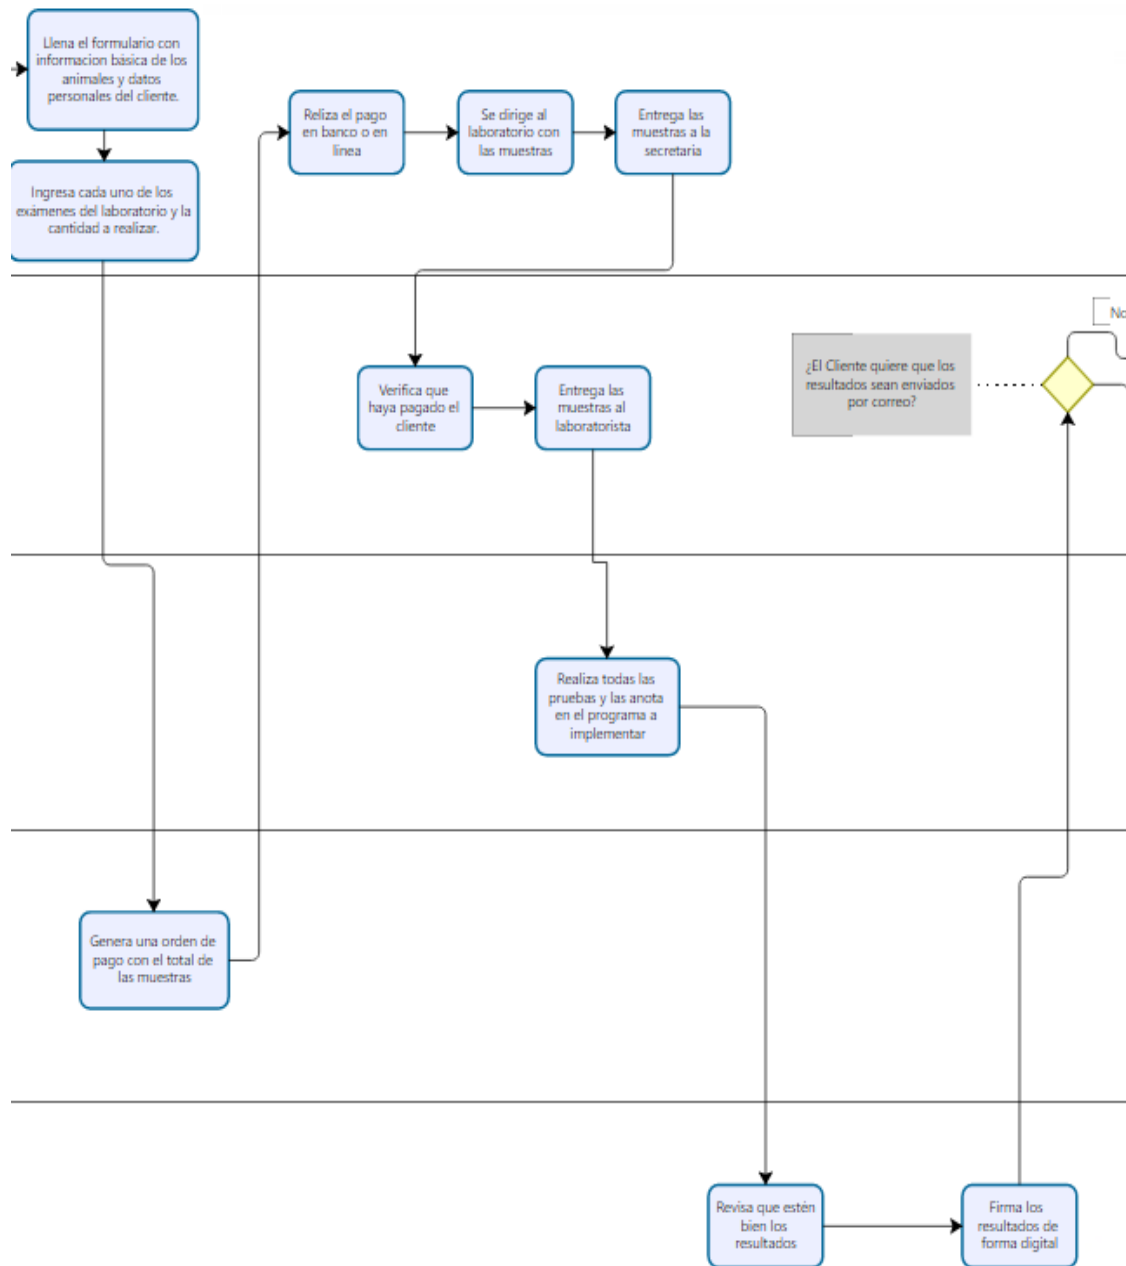 Llena el formulario con
informacion básica de los
animales y datos
personales del cliente.
Ingresa cada uno de los
exámenes del laboratorio y la
cantidad a realizar.
Reliza el pago
en banco o en
línea
Se dirige al
laboratorio con
las muestras
Entrega las
muestras a la
secretaria
Verifica que
haya pagado el
cliente
Entrega las
muestras al
laboratorista
¿El Cliente quiere que los
resultados sean enviados
por correo?
No
Realiza todas las
pruebas y las anota
en el programa a
implementar
Genera una orden de
pago con el total de
las muestras
Revisa que estén
bien los
resultados
Firma los
resultados de
forma digital